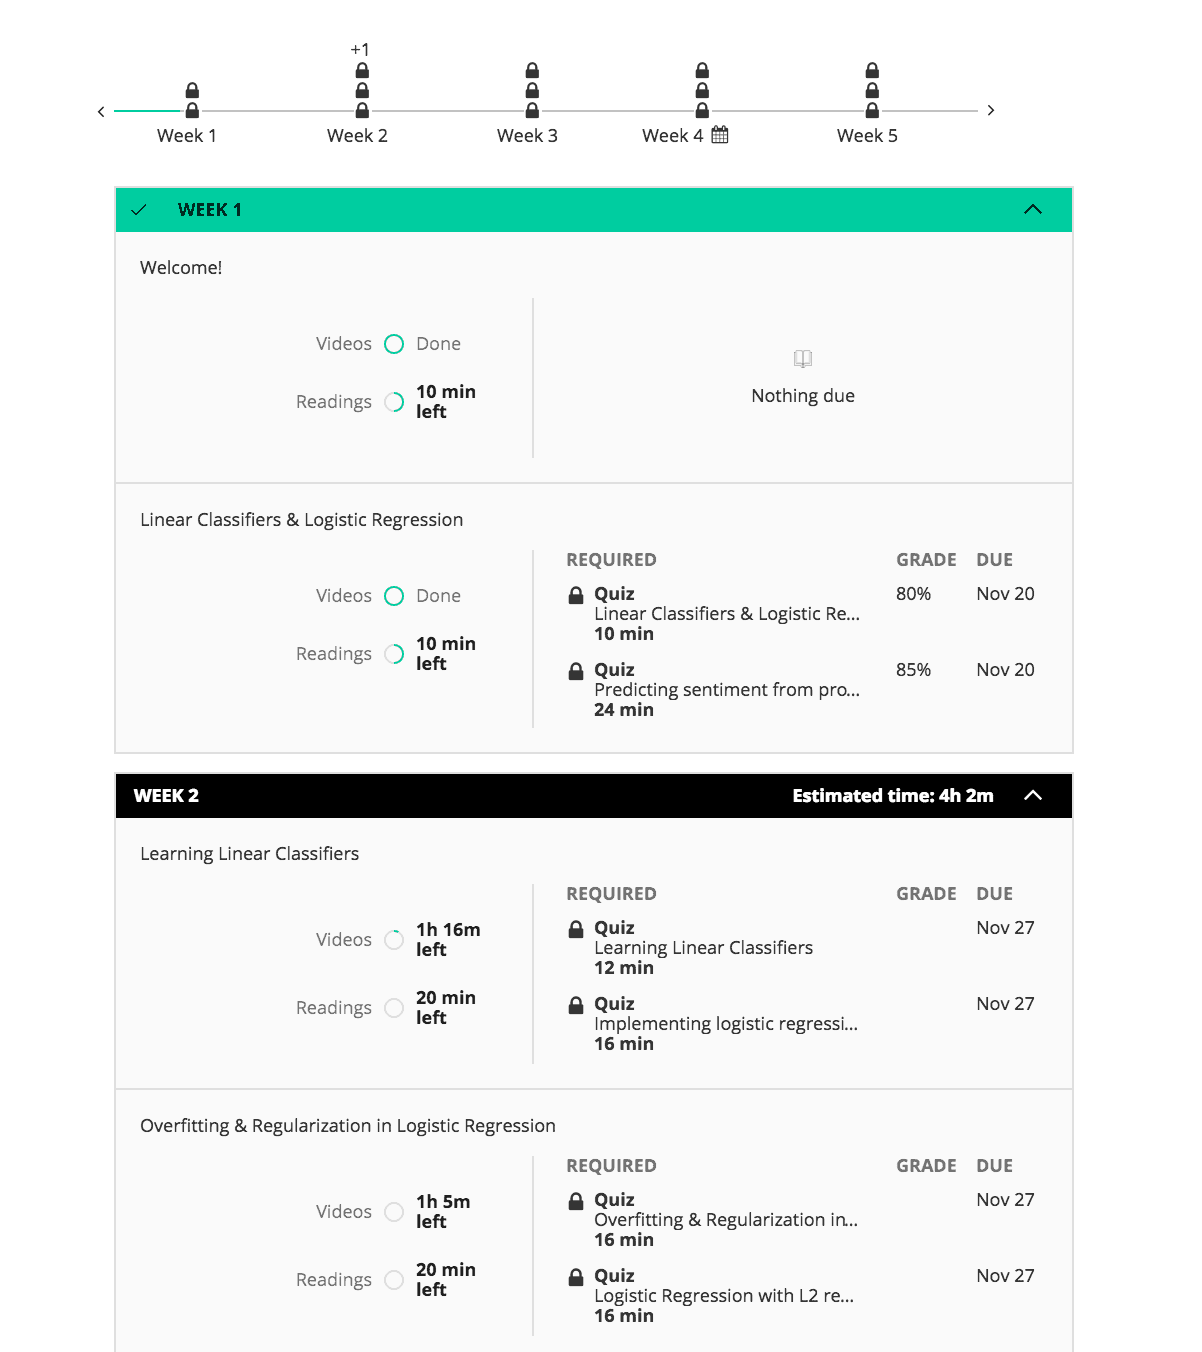 +1
Week 1
Week 2
Week 3
Week 4
Week 5
WEEK 1
Welcome!
Videos Done
Readings 10 min
left
Nothing due
Linear Classifiers & Logistic Regression
Videos Done
Readings 10 min
left
REQUIRED GRADE DUE
Quiz 80% Nov 20
Linear Classifiers & Logistic Re...
10 min
Quiz 85% Nov 20
Predicting sentiment from pro...
24 min
WEEK 2 Estimated time: 4h 2m
Learning Linear Classifiers
Videos 1h 16m
left
Readings 20 min
left
REQUIRED GRADE DUE
Quiz Nov 27
Learning Linear Classifiers
12 min
Quiz Nov 27
Implementing logistic regressi...
16 min
Overfitting & Regularization in Logistic Regression
Videos 1h 5m
left
Readings 20 min
left
REQUIRED GRADE DUE
Quiz Nov 27
Overfitting & Regularization in...
16 min
Quiz Nov 27
Logistic Regression with L2 re...
16 min